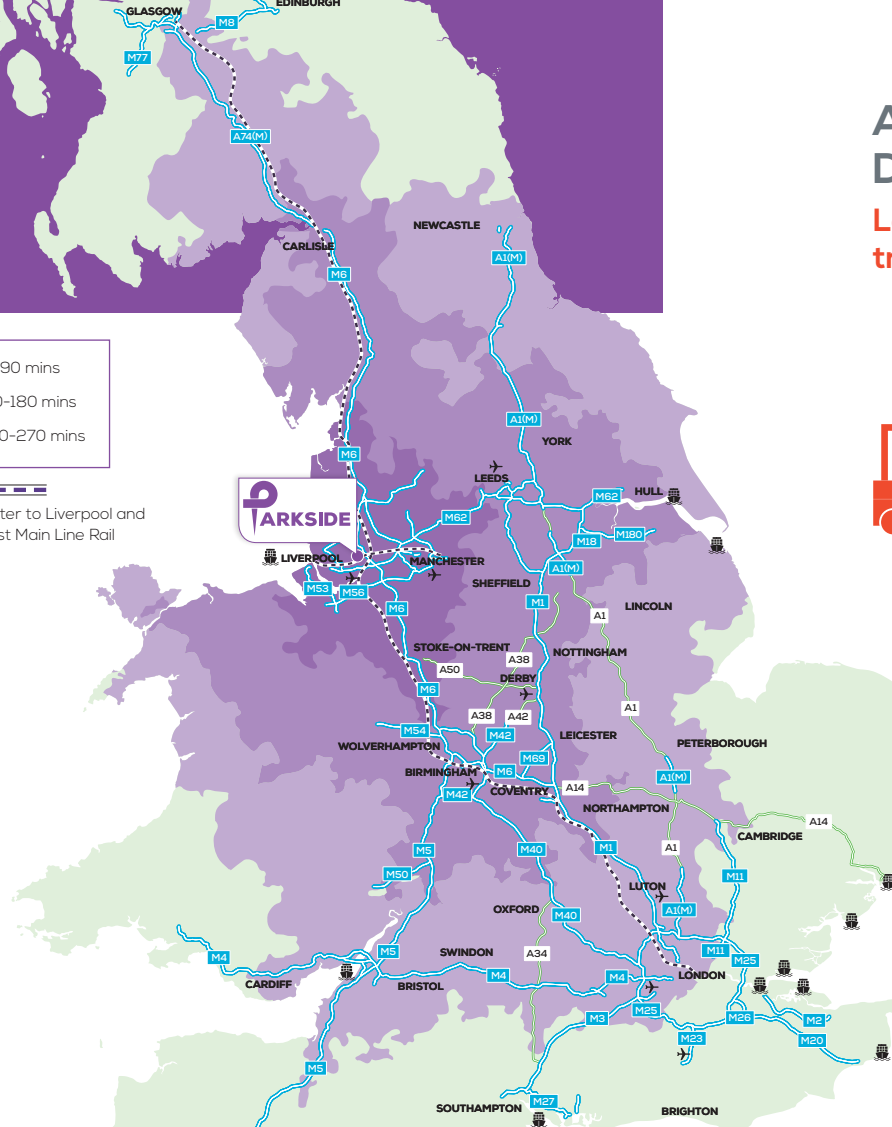 EDINBURGH
GLASGOW
M8
M77
A74(M)
NEWCASTLE
CARLISLE
A1(M)
M6
90 mins
0-180 mins
0-270 mins
A1(M)
YORK
M6
LEEDS
HULL
M62
PARKSIDE
ter to Liverpool and
st Main Line Rail
M62
M18
M180
LIVERPOOL
MANCHESTER
A1(M)
SHEFFIELD
M53
M56
M6
M1
LINCOLN
A1
STOKE-ON-TRENT
NOTTINGHAM
A38
A50
DERBY
M6
A1
A38
A42
M54
M42
LEICESTER
PETERBOROUGH
WOLVERHAMPTON
M69
BIRMINGHAM
M6
A1(M)
M42
COVENTRY
A14
NORTHAMPTON
A14
CAMBRIDGE
M5
M40
M1
A1
M50
M11
LUTON
OXFORD
M40
A1(M)
M4
M5
SWINDON
A34
M11
M25
CARDIFF
BRISTOL
M4
M4
LONDON
M3
M25
M26
M2
M23
M20
M5
M27
SOUTHAMPTON
BRIGHTON
A
D
L
tr